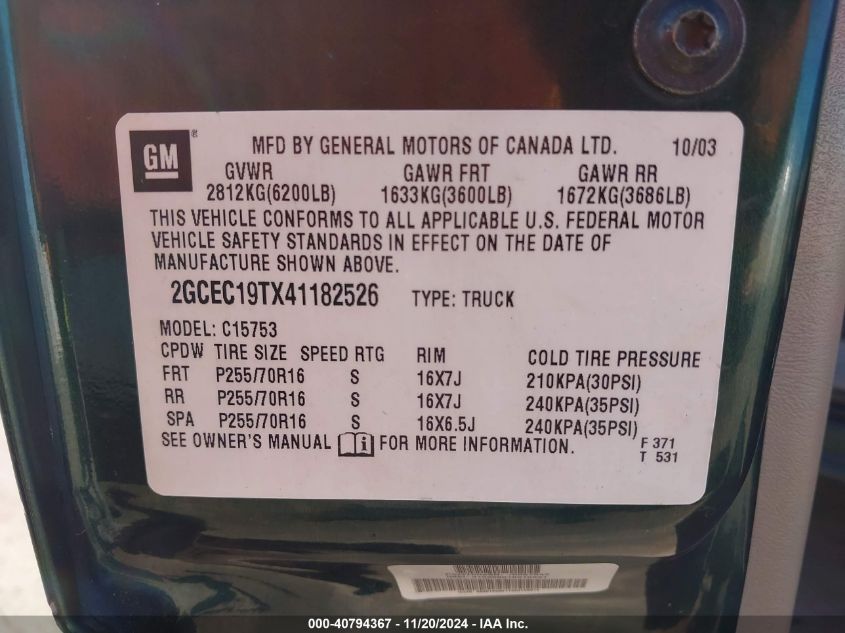 GM ®
MFD BY GENERAL MOTORS OF CANADA LTD. 10/03
GVWR GAWR FRT GAWR RR
2812KG(6200LB) 1633KG(3600LB) 1672KG(3686LB)
THIS VEHICLE CONFORMS TO ALL APPLICABLE U.S. FEDERAL MOTOR
VEHICLE SAFETY STANDARDS IN EFFECT ON THE DATE OF
MANUFACTURE SHOWN ABOVE.
2GCEC19TX41182526 TYPE: TRUCK
MODEL: C15753
CPDW TIRE SIZE SPEED RTG RIM COLD TIRE PRESSURE
FRT P255/70R16 S 16X7J 210KPA(30PSI)
RR P255/70R16 S 16X7J 240KPA(35PSI)
SPA P255/70R16 S 16X6.5J 240KPA(35PSI)
SEE OWNER'S MANUAL i FOR MORE INFORMATION.
F 371
T 531
000-40794367 - 11/20/2024 - IAA Inc.